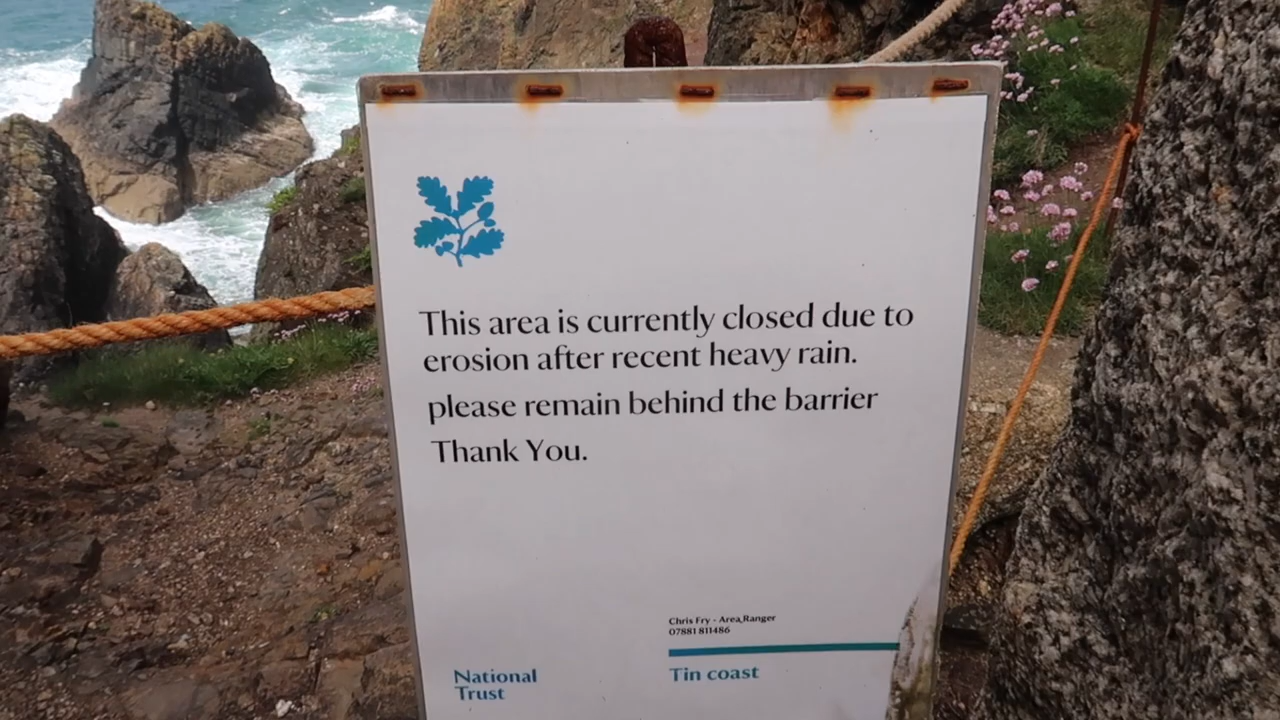 This area is currently closed due to
erosion after recent heavy rain.
please remain behind the barrier
Thank You.
Chris Fry - Area Ranger
07881 811486
National
Trust
Tin coast